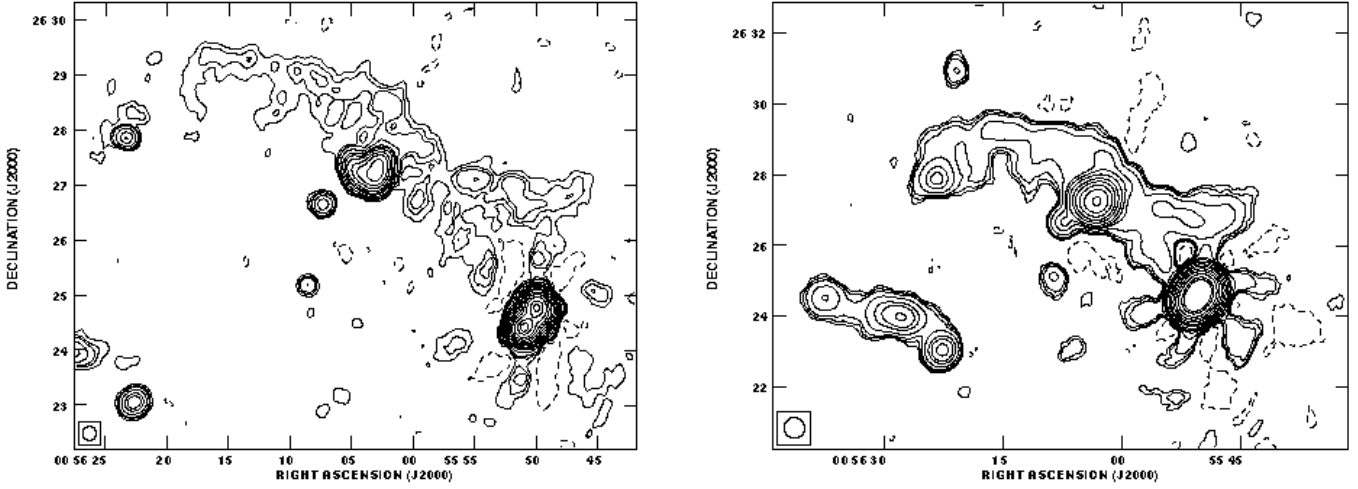 26 30
29
28
27
26
25
24
23
DECLINATION (J2000)
00 56 25 20 15 10 05 00 55 55 50 45
RIGHT ASCENSION (J2000)
26 32
30
28
26
24
22
DECLINATION (J2000)
00 56 30 15 00 55 45
RIGHT ASCENSION (J2000)